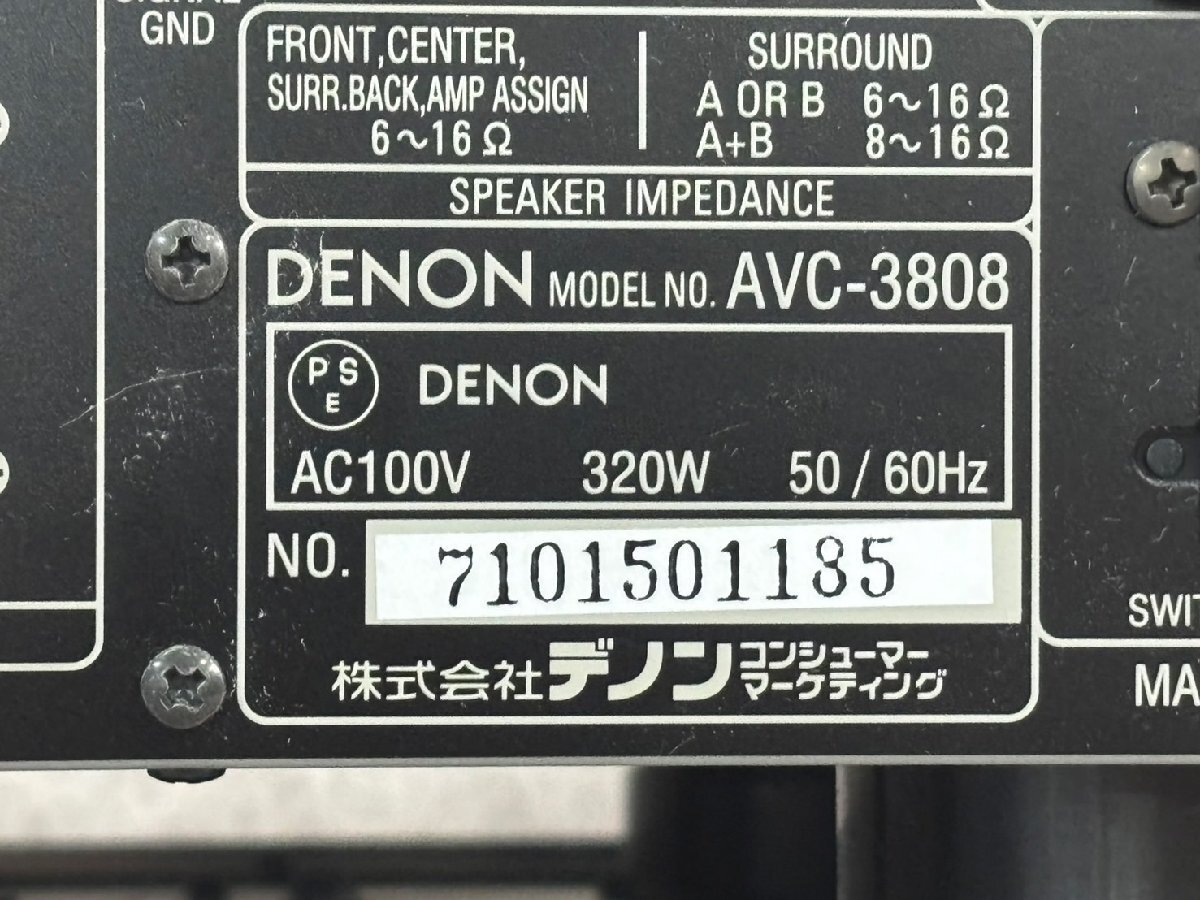 GND
FRONT,CENTER,
SURR.BACK,AMP ASSIGN
6〜16Ω
SURROUND
A OR B 6〜16Ω
A+B 8〜16Ω
SPEAKER IMPEDANCE
DENON MODEL NO. AVC-3808
PSE DENON
AC100V 320W 50 / 60Hz
NO. 7101501185
株式会社デノン コンシューマー
マーケティング
SWIT
MA